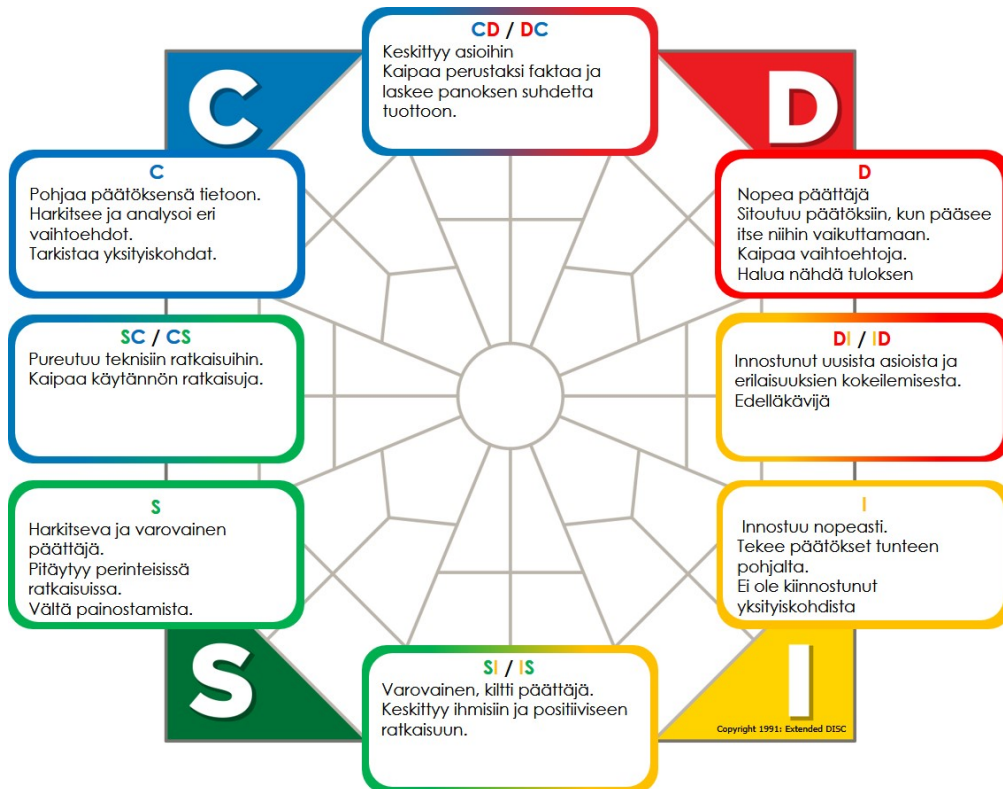 C
CD / DC
Keskittyy asioihin
Kaipaa perustaksi faktaa ja
laskee panoksen suhdetta
tuottoon.
D
C
Pohjaa päätöksensä tietoon.
Harkitsee ja analysoi eri
vaihtoehdot.
Tarkistaa yksityiskohdat.
D
Nopea päättäjä
Sitoutuu päätöksiin, kun pääsee
itse niihin vaikuttamaan.
Kaipaa vaihtoehtoja.
Halua nähdä tuloksen
SC / CS
Pureutuu teknisiin ratkaisuihin.
Kaipaa käytännön ratkaisuja.
DI / ID
Innostunut uusista asioista ja
erilaisuuksien kokeilemisesta.
Edelläkävijä
S
Harkitseva ja varovainen
päättäjä.
Pitäytyy perinteisissä
ratkaisuissa.
Vältä painostamista.
I
Innostuu nopeasti.
Tekee päätökset tunteen
pohjalta.
Ei ole kiinnostunut
yksityiskohdista
S
SI / IS
Varovainen, kiltti päättäjä.
Keskittyy ihmisiin ja positiiviseen
ratkaisuun.
I
Copyright 1991: Extended DISC